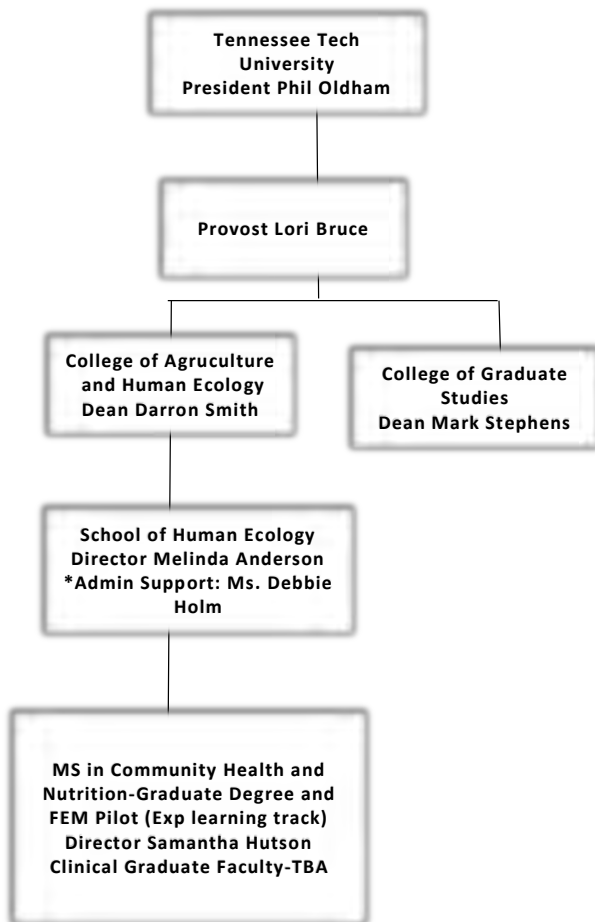 Tennessee Tech
University
President Phil Oldham
Provost Lori Bruce
College of Agruculture
and Human Ecology
Dean Darron Smith
College of Graduate
Studies
Dean Mark Stephens
School of Human Ecology
Director Melinda Anderson
*Admin Support: Ms. Debbie
Holm
MS in Community Health and
Nutrition-Graduate Degree and
FEM Pilot (Exp learning track)
Director Samantha Hutson
Clinical Graduate Faculty-TBA